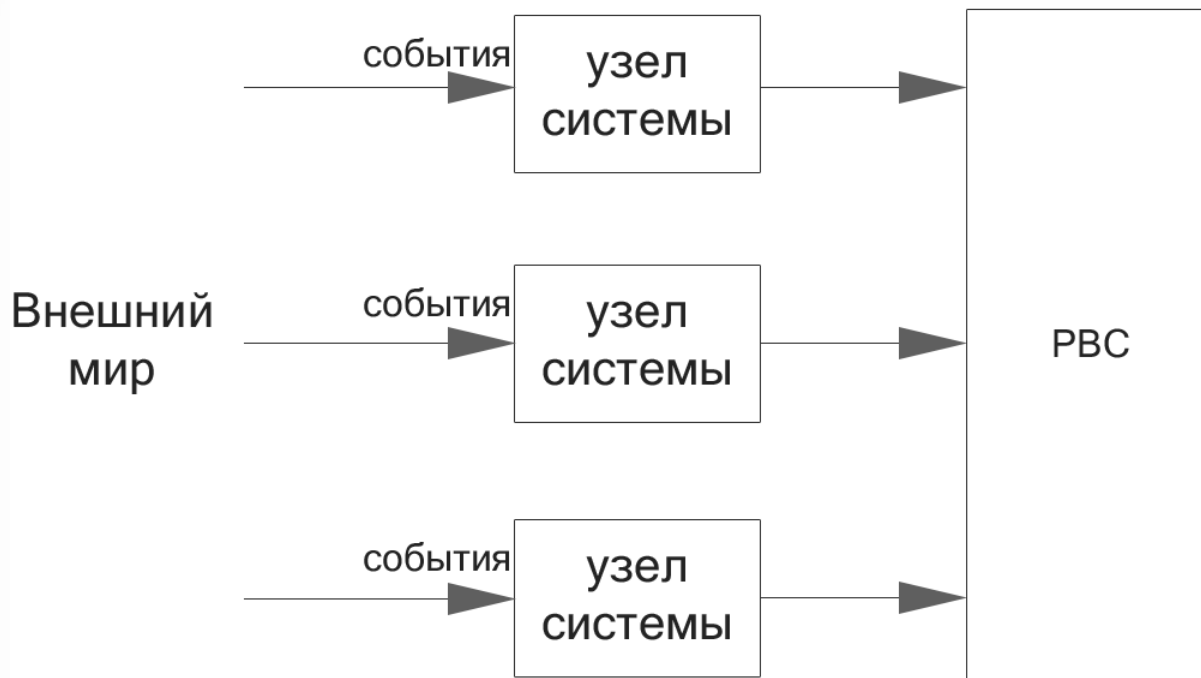 события
узел
системы
Внешний
мир
события
узел
системы
РВС
события
узел
системы